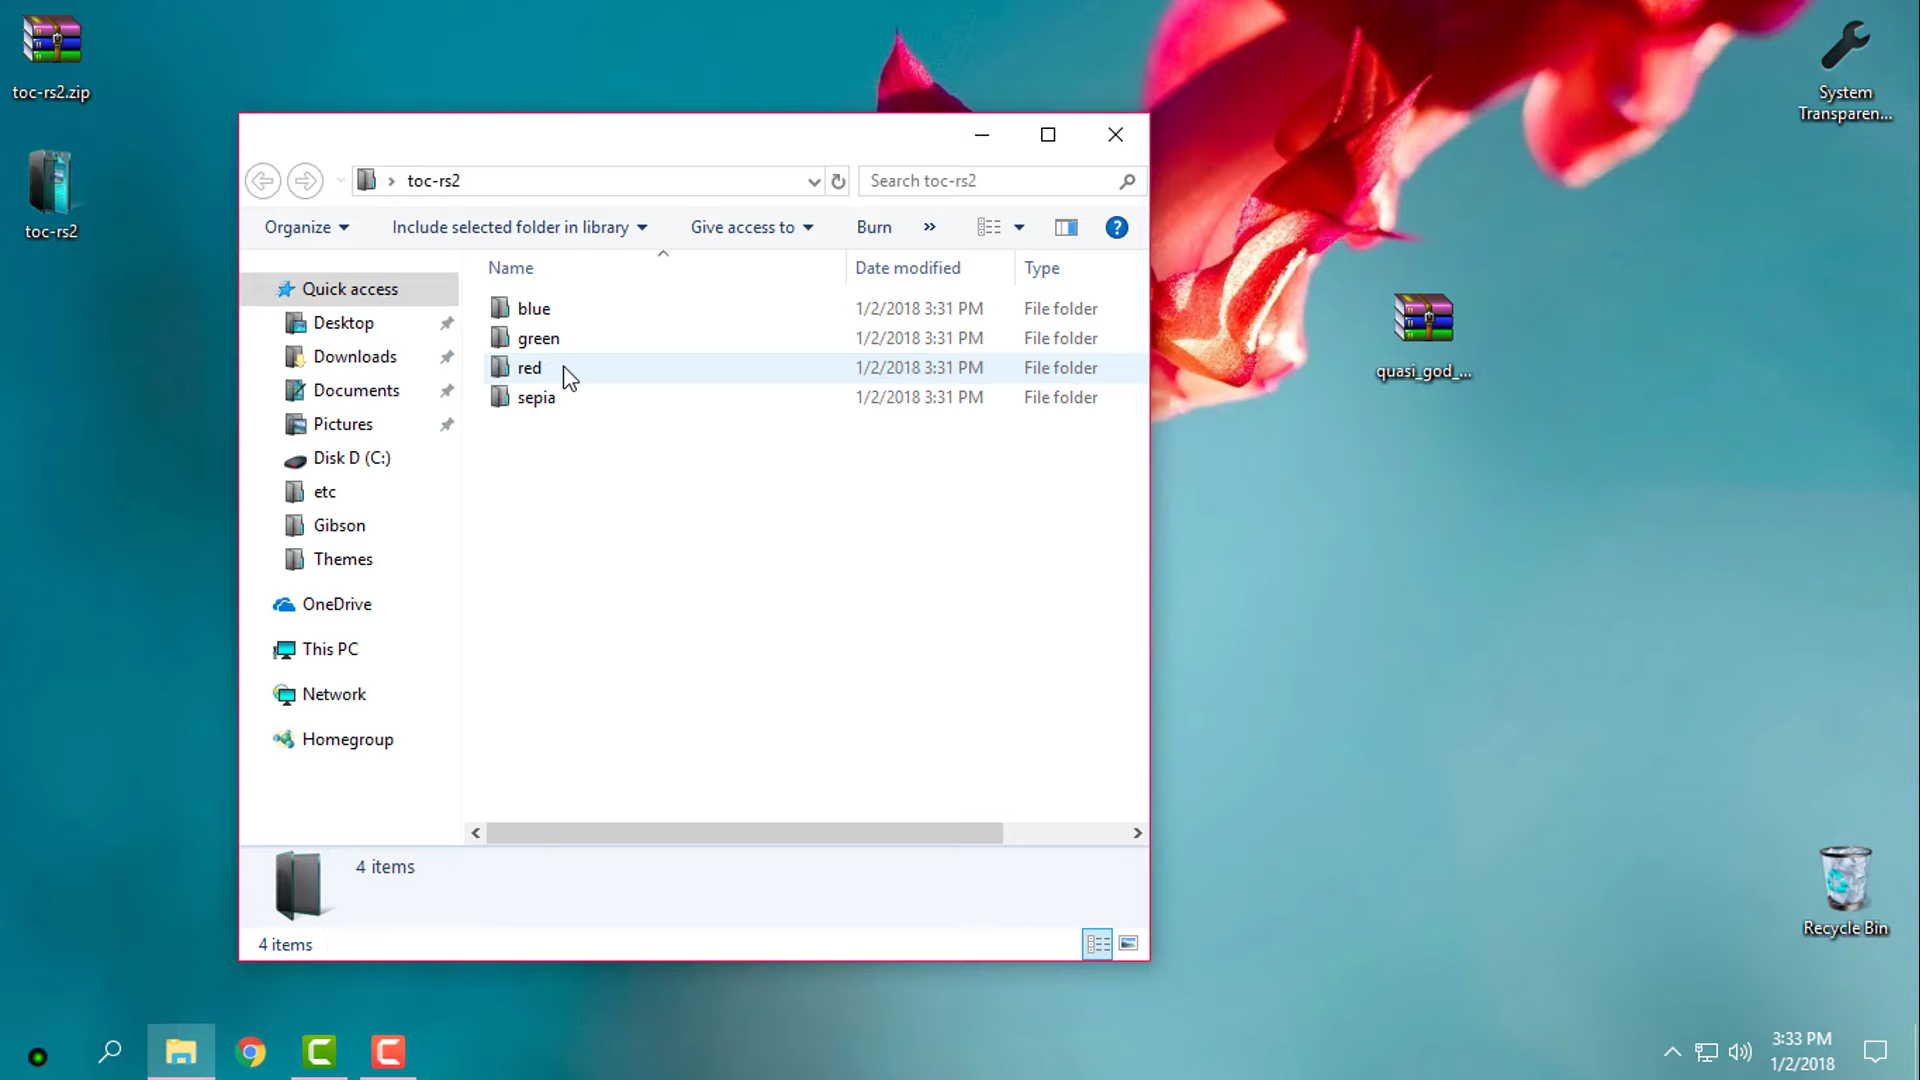 toc-rs2.zip
toc-rs2
System
Transparen...
quasi_god_...
Recycle Bin
toc-rs2
Search toc-rs2
Organize
Include selected folder in library
Give access to
Burn
»
?
Name
Date modified
Type
blue
1/2/2018 3:31 PM
File folder
green
1/2/2018 3:31 PM
File folder
red
1/2/2018 3:31 PM
File folder
sepia
1/2/2018 3:31 PM
File folder
Quick access
Desktop
Downloads
Documents
Pictures
Disk D (C:)
etc
Gibson
Themes
OneDrive
This PC
Network
Homegroup
4 items
4 items
3:33 PM
1/2/2018